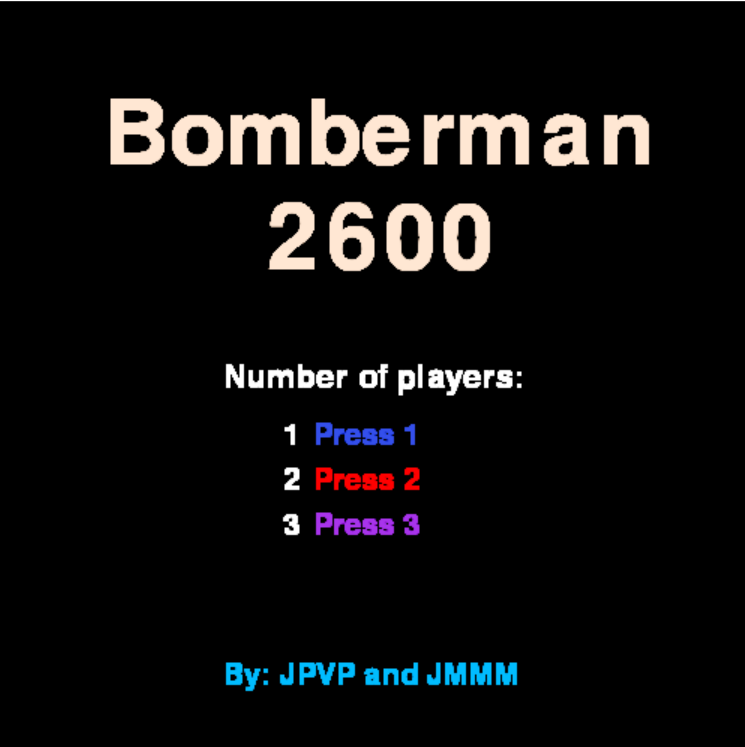 Bomberman
2600
Number of players:
1 Press 1
2 Press 2
3 Press 3
By: JPVP and JMMM